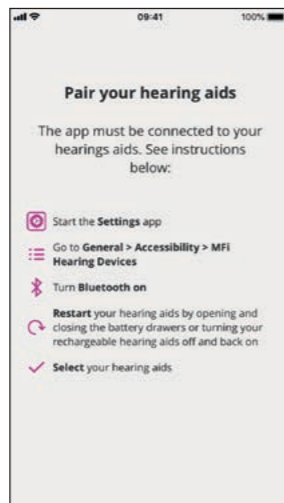 09:41
100%
Pair your hearing aids
The app must be connected to your
hearings aids. See instructions
below:
Start the Settings app
Go to General > Accessibility > MFi
Hearing Devices
Turn Bluetooth on
Restart your hearing aids by opening and
closing the battery drawers or turning your
rechargeable hearing aids off and back on
Select your hearing aids